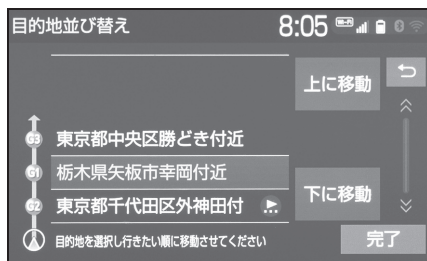 目的地並び替え 8:05
上に移動
G3 東京都中央区勝どき付近
G1 栃木県矢板市幸岡付近
G2 東京都千代田区外神田付
下に移動
目的地を選択し行きたい順に移動させてください
完了